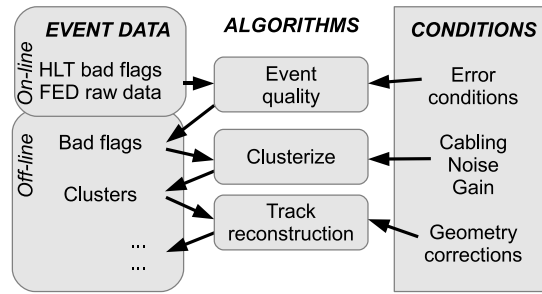 EVENT DATA
ALGORITHMS
CONDITIONS
On-line
HLT bad flags
FED raw data
Event
quality
Error
conditions
Off-line
Bad flags
Clusterize
Cabling
Noise
Gain
Clusters
Track
reconstruction
Geometry
corrections
...
...